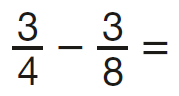 3/4 − 3/8 =